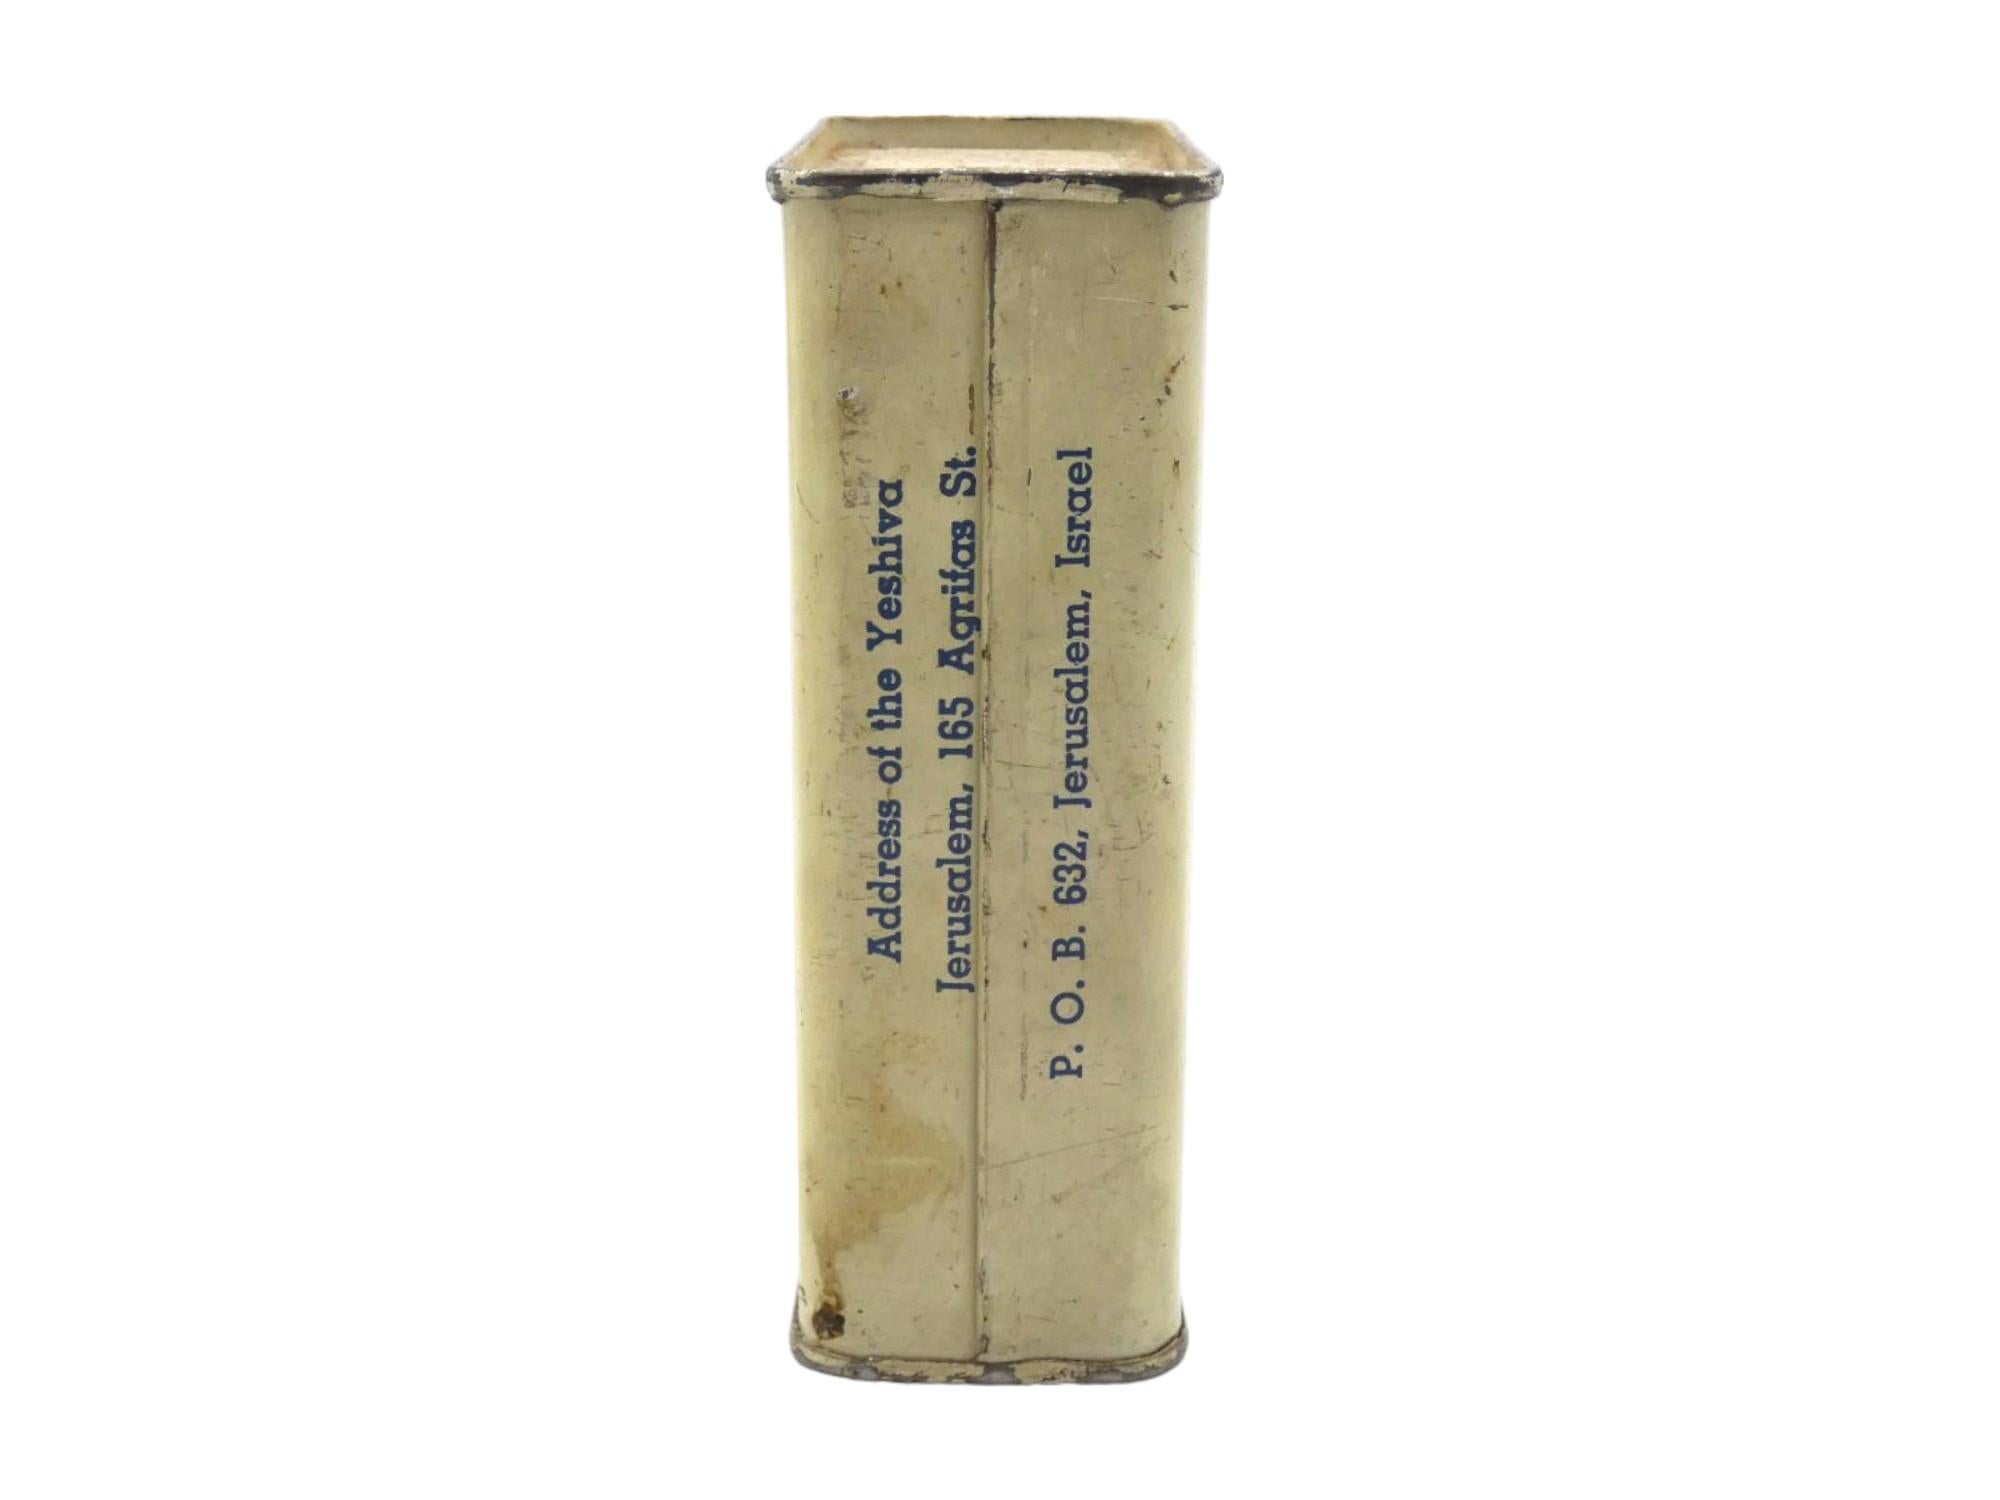 Address of the Yeshiva
Jerusalem, 165 Agrifas St.
P. O. B. 632, Jerusalem, Israel